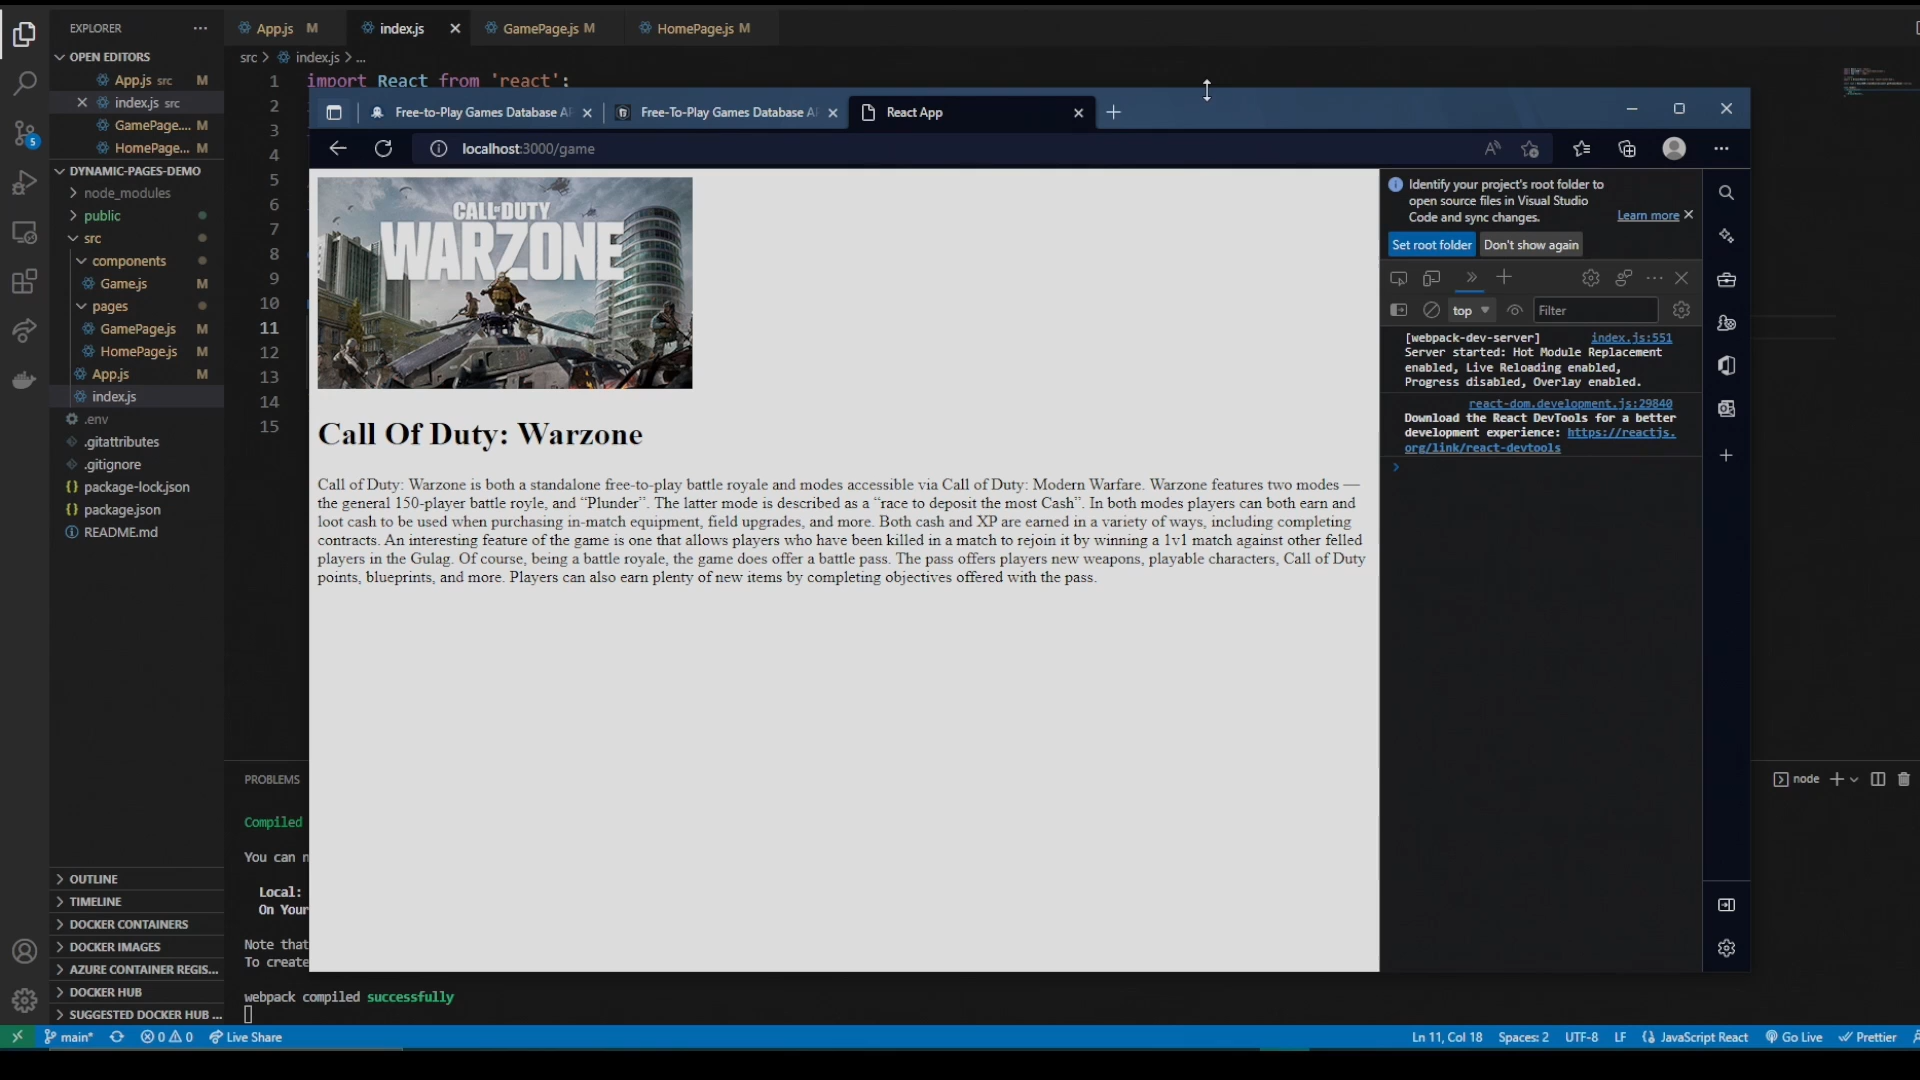 EXPLORER
OPEN EDITORS
App.js src M
index.js src
GamePage.... M
HomePage... M
DYNAMIC-PAGES-DEMO
node_modules
public
src
components
Game.js
pages
GamePage.js M
HomePage.js M
App.js M
index.js
.env
.gitattributes
.gitignore
package-lock.json
package.json
README.md
OUTLINE
TIMELINE
DOCKER CONTAINERS
DOCKER IMAGES
AZURE CONTAINER REGIS...
DOCKER HUB
SUGGESTED DOCKER HUB ...
5
App.js M
index.js
GamePage.js M
HomePage.js M
src > index.js > ...
1 import React from 'react';
2
3
4
5
6
7
8
9
10
11
12
13
14
15
Free-to-Play Games Database AP
Free-To-Play Games Database AP
React App
localhost:3000/game
CALL OF DUTY
WARZONE
Call Of Duty: Warzone
Call of Duty: Warzone is both a standalone free-to-play battle royale and modes accessible via Call of Duty: Modern Warfare. Warzone features two modes —
the general 150-player battle royle, and “Plunder”. The latter mode is described as a “race to deposit the most Cash”. In both modes players can both earn and
loot cash to be used when purchasing in-match equipment, field upgrades, and more. Both cash and XP are earned in a variety of ways, including completing
contracts. An interesting feature of the game is one that allows players who have been killed in a match to rejoin it by winning a 1v1 match against other felled
players in the Gulag. Of course, being a battle royale, the game does offer a battle pass. The pass offers players new weapons, playable characters, Call of Duty
points, blueprints, and more. Players can also earn plenty of new items by completing objectives offered with the pass.
Identify your project's root folder to
open source files in Visual Studio
Code and sync changes. Learn more
Set root folder Don't show again
top Filter
[webpack-dev-server] index.js:551
Server started: Hot Module Replacement
enabled, Live Reloading enabled,
Progress disabled, Overlay enabled.
react-dom.development.js:29840
Download the React DevTools for a better
development experience: https://reactjs.
org/link/react-devtools
PROBLEMS
node
Compiled
You can n
Local:
On Your
Note that
To create
webpack compiled successfully
main* 0 0 Live Share
Ln 11, Col 18 Spaces: 2 UTF-8 LF JavaScript React Go Live Prettier